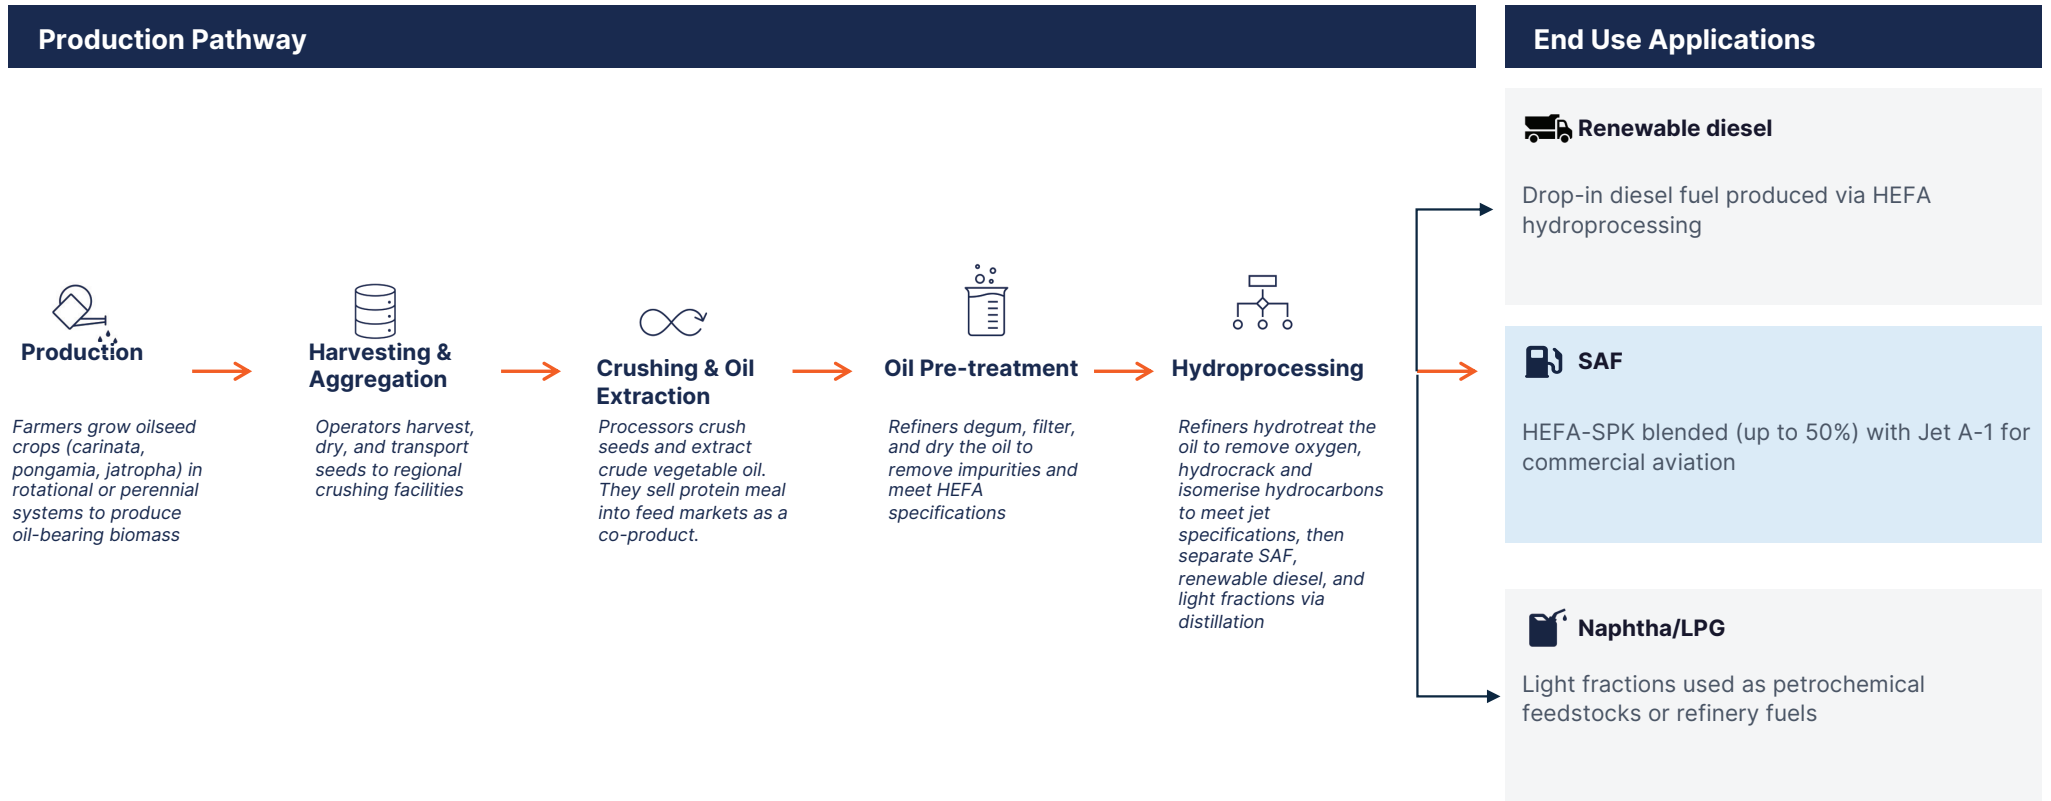 Production Pathway
End Use Applications
Production
Farmers grow oilseed
crops (carinata,
pongamia, jatropha) in
rotational or perennial
systems to produce
oil-bearing biomass
Harvesting &
Aggregation
Operators harvest,
dry, and transport
seeds to regional
crushing facilities
Crushing & Oil
Extraction
Processors crush
seeds and extract
crude vegetable oil.
They sell protein meal
into feed markets as a
co-product.
Oil Pre-treatment
Refiners degum, filter,
and dry the oil to
remove impurities and
meet HEFA
specifications
Hydroprocessing
Refiners hydrotreat the
oil to remove oxygen,
hydrocrack and
isomerise hydrocarbons
to meet jet
specifications, then
separate SAF,
renewable diesel, and
light fractions via
distillation
Renewable diesel
Drop-in diesel fuel produced via HEFA
hydroprocessing
SAF
HEFA-SPK blended (up to 50%) with Jet A-1 for
commercial aviation
Naphtha/LPG
Light fractions used as petrochemical
feedstocks or refinery fuels